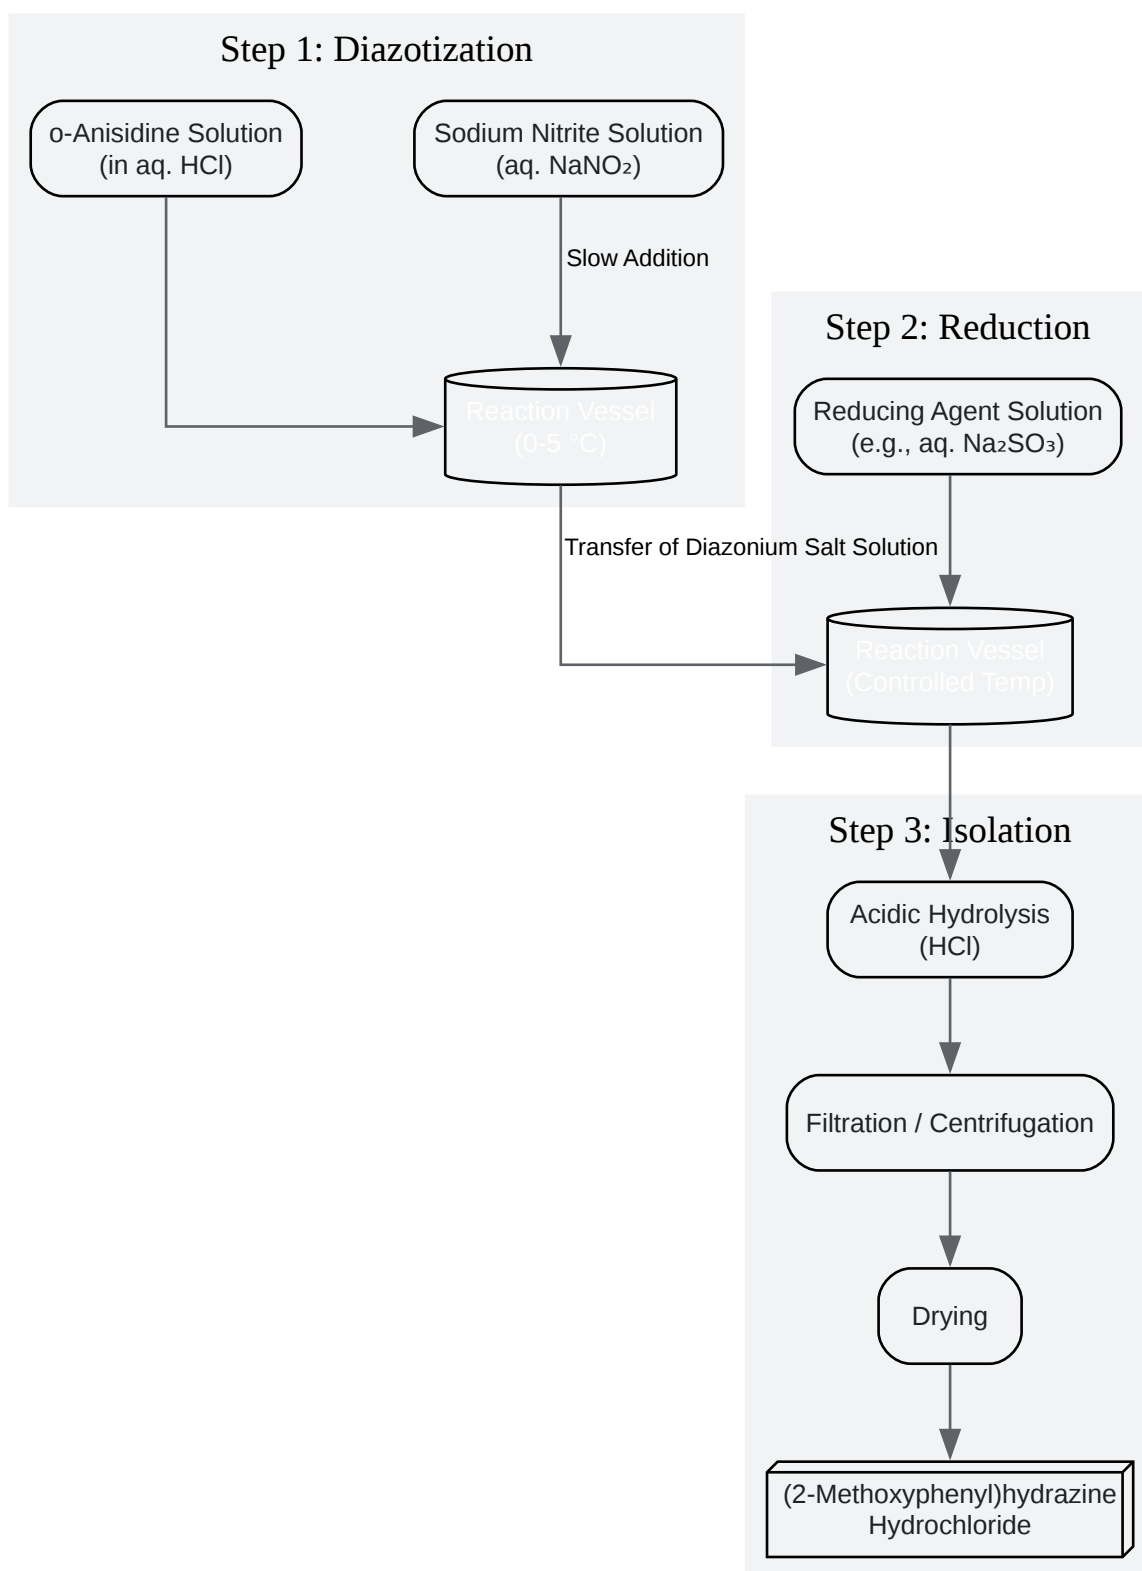 Step 1: Diazotization
o-Anisidine Solution
(in aq. HCl)
Sodium Nitrite Solution
(aq. NaNO₂)
Slow Addition
Reaction Vessel
(0-5 °C)
Step 2: Reduction
Reducing Agent Solution
(e.g., aq. Na₂SO₃)
Transfer of Diazonium Salt Solution
Reaction Vessel
(Controlled Temp)
Step 3: Isolation
Acidic Hydrolysis
(HCl)
Filtration / Centrifugation
Drying
(2-Methoxyphenyl)hydrazine
Hydrochloride